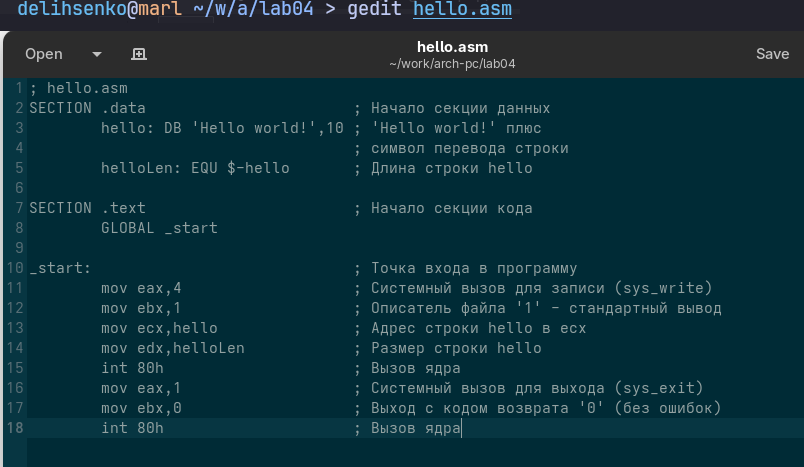 delihsenko@marl ~/w/a/lab04 > gedit hello.asm
Open hello.asm Save
~/work/arch-pc/lab04
1 ; hello.asm
2 SECTION .data ; Начало секции данных
3 hello: DB 'Hello world!',10 ; 'Hello world!' плюс
4 ; символ перевода строки
5 helloLen: EQU $-hello ; Длина строки hello
6
7 SECTION .text ; Начало секции кода
8 GLOBAL _start
9
10 _start: ; Точка входа в программу
11 mov eax,4 ; Системный вызов для записи (sys_write)
12 mov ebx,1 ; Описатель файла '1' - стандартный вывод
13 mov ecx,hello ; Адрес строки hello в ecx
14 mov edx,helloLen ; Размер строки hello
15 int 80h ; Вызов ядра
16 mov eax,1 ; Системный вызов для выхода (sys_exit)
17 mov ebx,0 ; Выход с кодом возврата '0' (без ошибок)
18 int 80h ; Вызов ядра